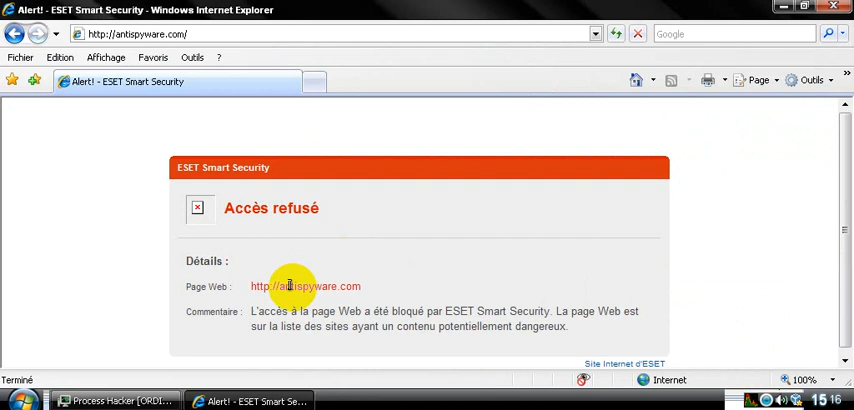 Alert! - ESET Smart Security - Windows Internet Explorer
http://antispyware.com/
Google
Fichier Edition Affichage Favoris Outils ?
Alert! - ESET Smart Security
Page Outils
ESET Smart Security
Accès refusé
Détails :
Page Web : http://antispyware.com
Commentaire : L'accès à la page Web a été bloqué par ESET Smart Security. La page Web est
sur la liste des sites ayant un contenu potentiellement dangereux.
Site Internet d'ESET
Terminé Internet 100%
Process Hacker [ORDI... Alert! - ESET Smart Se... 15 16